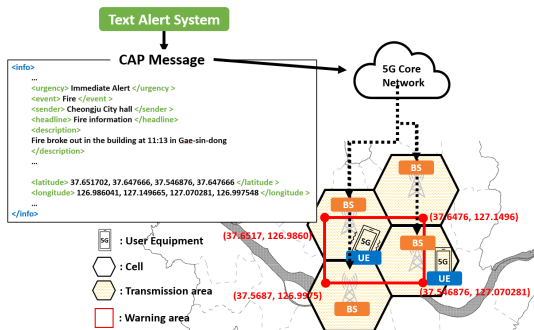 Text Alert System
CAP Message
<info>
...
<urgency> Immediate Alert </urgency >
<event> Fire </event >
<sender> Cheongju City hall </sender >
<headline> Fire information </headline>
<description>
Fire broke out in the building at 11:13 in Gae-sin-dong
</description>
...
<latitude> 37.651702, 37.647666, 37.546876, 37.647666 </latitude >
<longitude> 126.986041, 127.149665, 127.070281, 126.997548 </longitude >
...
</info>
5G Core
Network
BS
BS
(37.6476, 127.1496)
(37.6517, 126.9860)
5G
BS
5G
UE
UE
(37.5687, 126.9975)
(37.546876, 127.070281)
BS
5G
: User Equipment
: Cell
: Transmission area
: Warning area